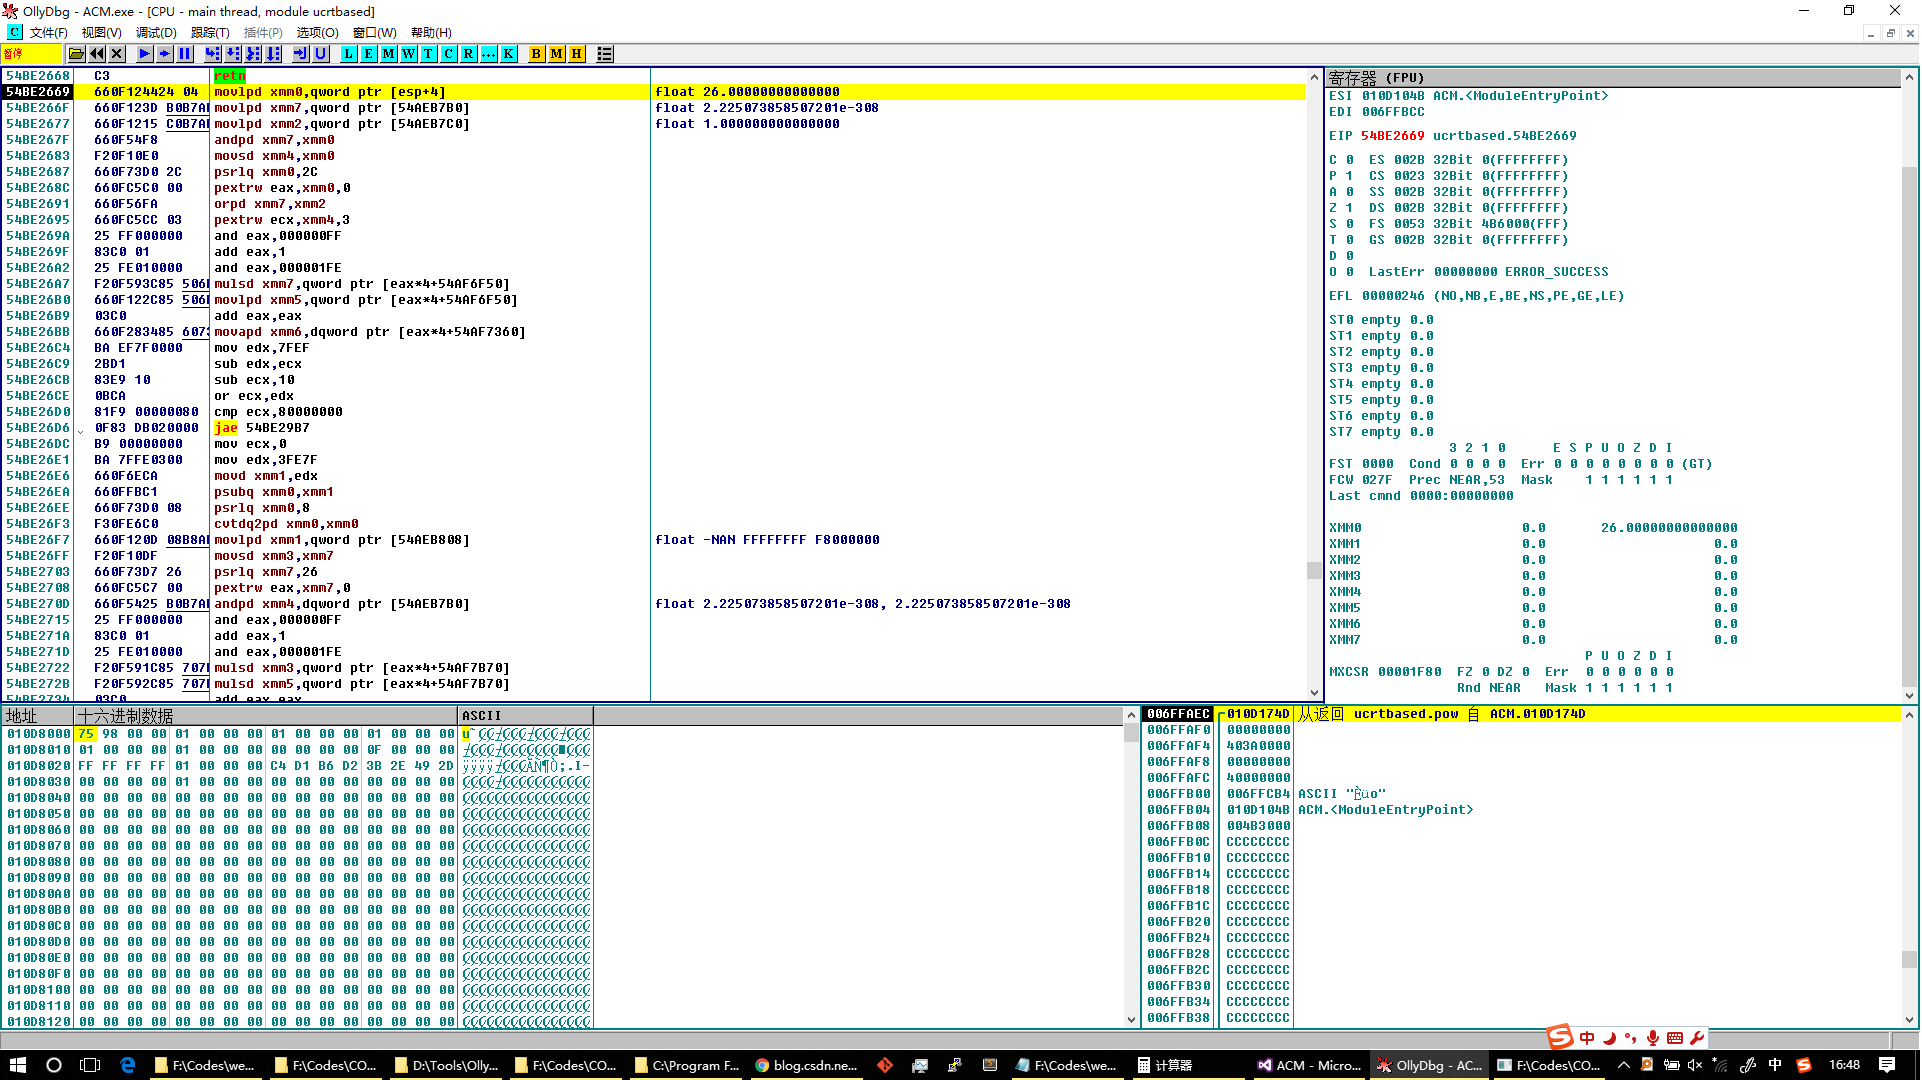 OllyDbg - ACM.exe - [CPU - main thread, module ucrtbased]
文件(F) 视图(V) 调试(D) 跟踪(T) 插件(P) 选项(O) 窗口(W) 帮助(H)
暂停 L E M W T C R ... K B M H
54BE2668 C3 retn
54BE2669 660F124424 04 movlpd xmm0,qword ptr [esp+4] float 26.00000000000000
54BE266F 660F123D B0B7A movlpd xmm7,qword ptr [54AEB7B0] float 2.225073858507201e-308
54BE2677 660F1215 C0B7A movlpd xmm2,qword ptr [54AEB7C0] float 1.000000000000000
54BE267F 660F54F8 andpd xmm7,xmm0
54BE2683 F20F10E0 movsd xmm4,xmm0
54BE2687 660F73D0 2C psrlq xmm0,2C
54BE268C 660FC5C0 00 pextrw eax,xmm0,0
54BE2691 660F56FA orpd xmm7,xmm2
54BE2695 660FC5CC 03 pextrw ecx,xmm4,3
54BE269A 25 FF000000 and eax,000000FF
54BE269F 83C0 01 add eax,1
54BE26A2 25 FE010000 and eax,000001FE
54BE26A7 F20F593C85 506 mulsd xmm7,qword ptr [eax*4+54AF6F50]
54BE26B0 660F122C85 506 movlpd xmm5,qword ptr [eax*4+54AF6F50]
54BE26B9 03C0 add eax,eax
54BE26BB 660F283485 607 movapd xmm6,dqword ptr [eax*4+54AF7360]
54BE26C4 BA EF7F0000 mov edx,7FEF
54BE26C9 2BD1 sub edx,ecx
54BE26CB 83E9 10 sub ecx,10
54BE26CE 0BCA or ecx,edx
54BE26D0 81F9 00000080 cmp ecx,80000000
54BE26D6 0F83 DB020000 jae 54BE29B7
54BE26DC B9 00000000 mov ecx,0
54BE26E1 BA 7FFE0300 mov edx,3FE7F
54BE26E6 660F6ECA movd xmm1,edx
54BE26EA 660FFBC1 psubq xmm0,xmm1
54BE26EE 660F73D0 08 psrlq xmm0,8
54BE26F3 F30FE6C0 cvtdq2pd xmm0,xmm0
54BE26F7 660F120D 08B8A movlpd xmm1,qword ptr [54AEB808] float -NAN FFFFFFFF F8000000
54BE26FF F20F10DF movsd xmm3,xmm7
54BE2703 660F73D7 26 psrlq xmm7,26
54BE2708 660FC5C7 00 pextrw eax,xmm7,0
54BE270D 660F5425 B0B7A andpd xmm4,dqword ptr [54AEB7B0] float 2.225073858507201e-308, 2.225073858507201e-308
54BE2715 25 FF000000 and eax,000000FF
54BE271A 83C0 01 add eax,1
54BE271D 25 FE010000 and eax,000001FE
54BE2722 F20F591C85 707 mulsd xmm3,qword ptr [eax*4+54AF7B70]
54BE272B F20F592C85 707 mulsd xmm5,qword ptr [eax*4+54AF7B70]
54BE2734 03C0 add eax,eax
寄存器 (FPU)
ESI 010D104B ACM.<ModuleEntryPoint>
EDI 006FFBCC
EIP 54BE2669 ucrtbased.54BE2669
C 0 ES 002B 32Bit 0(FFFFFFFF)
P 1 CS 0023 32Bit 0(FFFFFFFF)
A 0 SS 002B 32Bit 0(FFFFFFFF)
Z 1 DS 002B 32Bit 0(FFFFFFFF)
S 0 FS 0053 32Bit 4B6000(FFF)
T 0 GS 002B 32Bit 0(FFFFFFFF)
D 0
O 0 LastErr 00000000 ERROR_SUCCESS
EFL 00000246 (NO,NB,E,BE,NS,PE,GE,LE)
ST0 empty 0.0
ST1 empty 0.0
ST2 empty 0.0
ST3 empty 0.0
ST4 empty 0.0
ST5 empty 0.0
ST6 empty 0.0
ST7 empty 0.0
3 2 1 0 E S P U O Z D I
FST 0000 Cond 0 0 0 0 Err 0 0 0 0 0 0 0 0 (GT)
FCW 027F Prec NEAR,53 Mask 1 1 1 1 1 1
Last cmnd 0000:00000000
XMM0 0.0 26.00000000000000
XMM1 0.0 0.0
XMM2 0.0 0.0
XMM3 0.0 0.0
XMM4 0.0 0.0
XMM5 0.0 0.0
XMM6 0.0 0.0
XMM7 0.0 0.0
P U O Z D I
MXCSR 00001F80 FZ 0 DZ 0 Err 0 0 0 0 0 0
Rnd NEAR Mask 1 1 1 1 1 1
地址 十六进制数据 ASCII
010D8000 75 98 00 00 01 00 00 00 01 00 00 00 01 00 00 00
010D8010 01 00 00 00 00 00 00 00 00 00 00 00 0F 00 00 00
010D8020 FF FF FF FF 01 00 00 00 C4 D1 B6 D2 3B 2E 49 2D
010D8030 00 00 00 00 01 00 00 00 00 00 00 00 00 00 00 00
010D8040 00 00 00 00 00 00 00 00 00 00 00 00 00 00 00 00
010D8050 00 00 00 00 00 00 00 00 00 00 00 00 00 00 00 00
010D8060 00 00 00 00 00 00 00 00 00 00 00 00 00 00 00 00
010D8070 00 00 00 00 00 00 00 00 00 00 00 00 00 00 00 00
010D8080 00 00 00 00 00 00 00 00 00 00 00 00 00 00 00 00
010D8090 00 00 00 00 00 00 00 00 00 00 00 00 00 00 00 00
010D80A0 00 00 00 00 00 00 00 00 00 00 00 00 00 00 00 00
010D80B0 00 00 00 00 00 00 00 00 00 00 00 00 00 00 00 00
010D80C0 00 00 00 00 00 00 00 00 00 00 00 00 00 00 00 00
010D80D0 00 00 00 00 00 00 00 00 00 00 00 00 00 00 00 00
010D80E0 00 00 00 00 00 00 00 00 00 00 00 00 00 00 00 00
010D80F0 00 00 00 00 00 00 00 00 00 00 00 00 00 00 00 00
010D8100 00 00 00 00 00 00 00 00 00 00 00 00 00 00 00 00
010D8110 00 00 00 00 00 00 00 00 00 00 00 00 00 00 00 00
010D8120 00 00 00 00 00 00 00 00 00 00 00 00 00 00 00 00
006FFAEC 010D174D 从返回 ucrtbased.pow 自 ACM.010D174D
006FFAF0 00000000
006FFAF4 403A0000
006FFAF8 00000000
006FFAFC 40000000
006FFB00 006FFCB4 ASCII
006FFB04 010D104B ACM.<ModuleEntryPoint>
006FFB08 004B3000
006FFB0C CCCCCCCC
006FFB10 CCCCCCCC
006FFB14 CCCCCCCC
006FFB18 CCCCCCCC
006FFB1C CCCCCCCC
006FFB20 CCCCCCCC
006FFB24 CCCCCCCC
006FFB28 CCCCCCCC
006FFB2C CCCCCCCC
006FFB30 CCCCCCCC
006FFB34 CCCCCCCC
006FFB38 CCCCCCCC
中
F:\Codes\we... F:\Codes\CO... D:\Tools\Olly... F:\Codes\CO... C:\Program F... blog.csdn.ne... F:\Codes\we... 计算器 ACM - Micro... OllyDbg - AC... F:\Codes\CO... 中 16:48